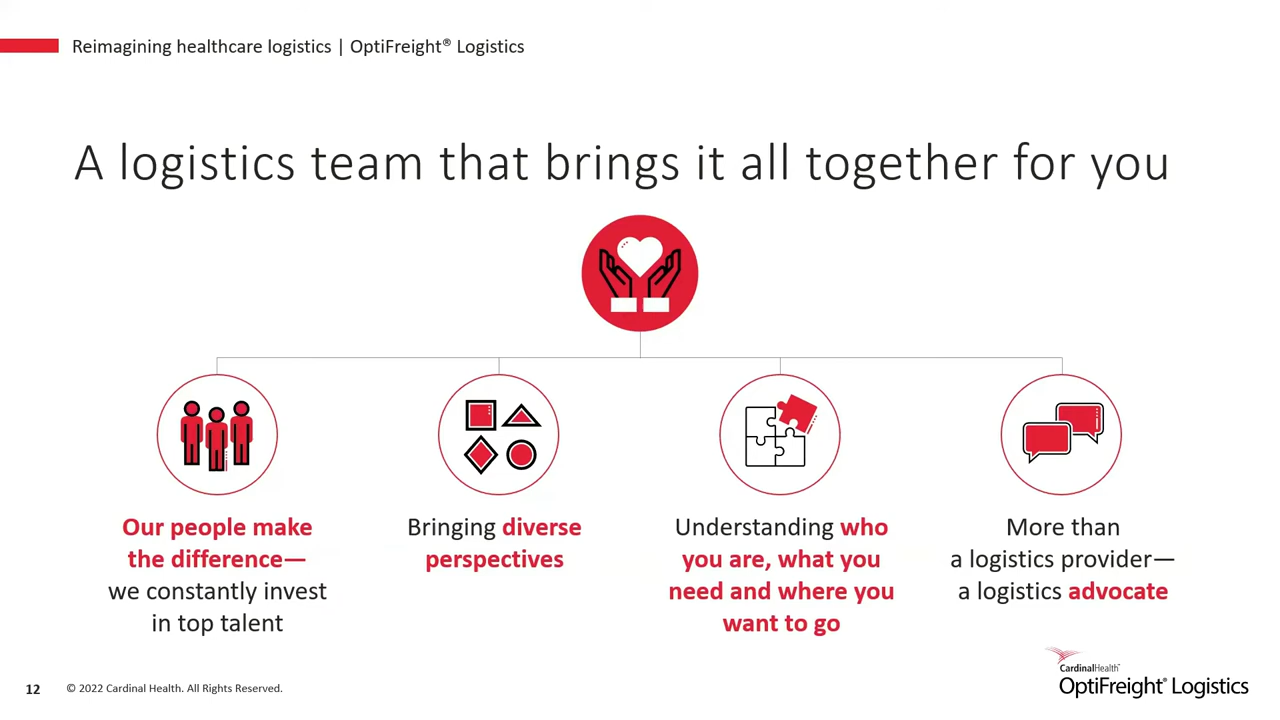 Reimagining healthcare logistics | OptiFreight® Logistics
A logistics team that brings it all together for you
Our people make
the difference—
we constantly invest
in top talent
Bringing diverse
perspectives
Understanding who
you are, what you
need and where you
want to go
More than
a logistics provider—
a logistics advocate
12
© 2022 Cardinal Health. All Rights Reserved.
CardinalHealth™
OptiFreight® Logistics